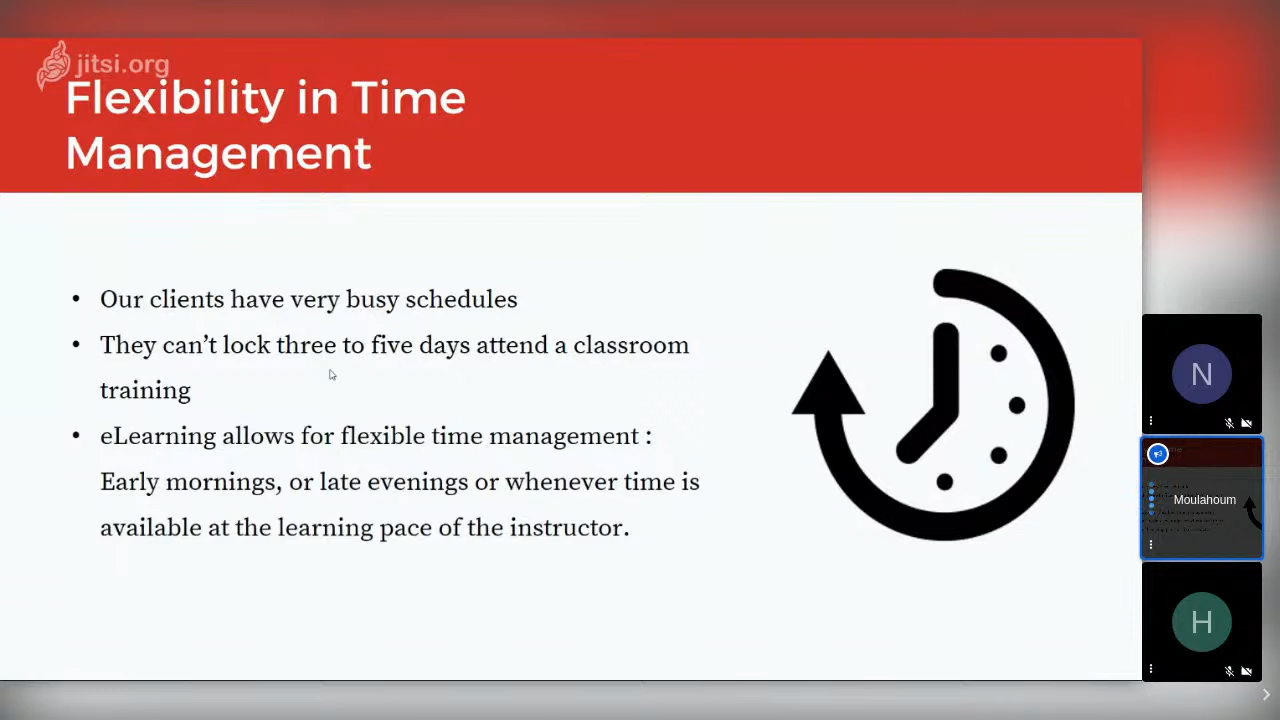 jitsi.org
Flexibility in Time
Management
• Our clients have very busy schedules
• They can’t lock three to five days attend a classroom
training
• eLearning allows for flexible time management :
Early mornings, or late evenings or whenever time is
available at the learning pace of the instructor.
N
Moulahoum
H